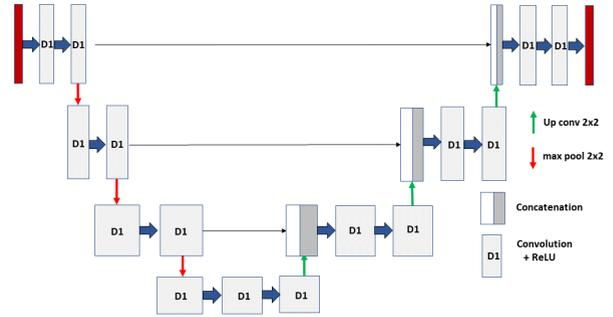 D1 D1 D1 D1
D1 D1 D1 D1
Up conv 2x2
max pool 2x2
Concatenation
D1 D1 D1 D1
Convolution
+ ReLU
D1
D1 D1 D1